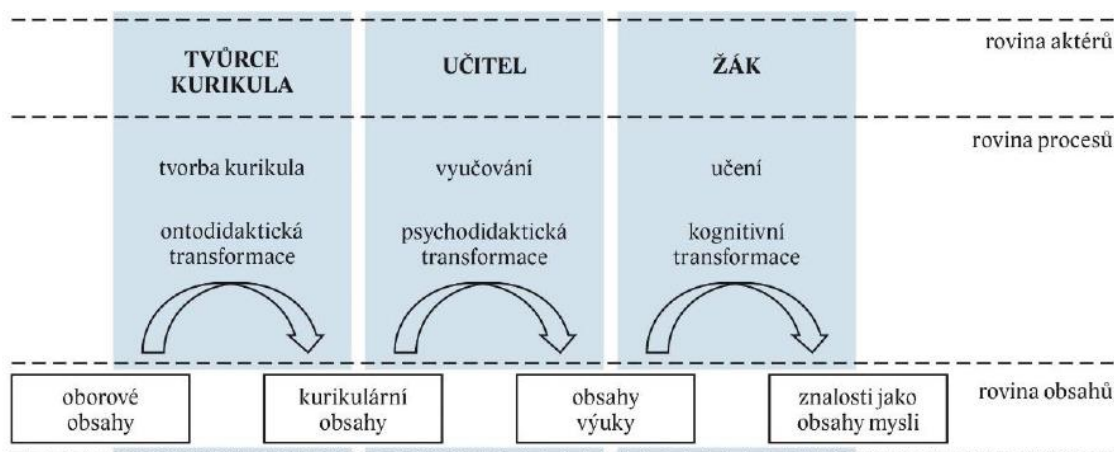 rovina aktérů
TVŮRCE
KURIKULA
UČITEL
ŽÁK
rovina procesů
tvorba kurikula
vyučování
učení
ontodidaktická
transformace
psychodidaktická
transformace
kognitivní
transformace
rovina obsahů
oborové
obsahy
kurikulární
obsahy
obsahy
výuky
znalosti jako
obsahy mysli